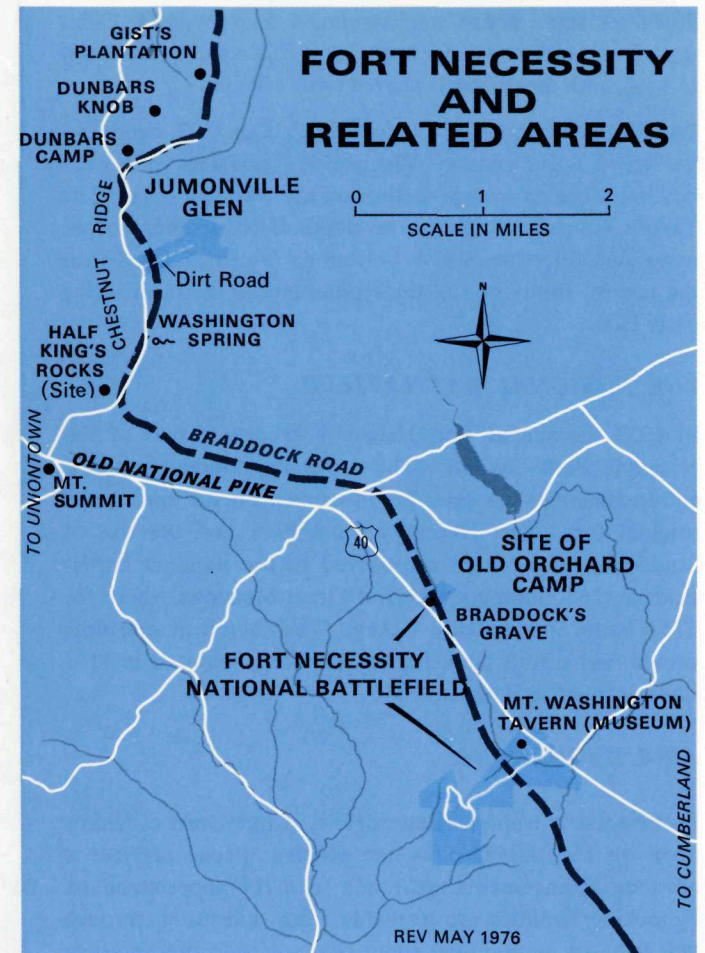 FORT NECESSITY
AND
RELATED AREAS
GIST'S
PLANTATION
DUNBARS
KNOB
DUNBARS
CAMP
JUMONVILLE
GLEN
0 1 2
SCALE IN MILES
CHESTNUT RIDGE
Dirt Road
N
WASHINGTON
SPRING
HALF
KING'S
ROCKS
(Site)
BRADDOCK ROAD
OLD NATIONAL PIKE
TO UNIONTOWN
MT.
SUMMIT
40
SITE OF
OLD ORCHARD
CAMP
BRADDOCK'S
GRAVE
FORT NECESSITY
NATIONAL BATTLEFIELD
MT. WASHINGTON
TAVERN (MUSEUM)
TO CUMBERLAND
REV MAY 1976